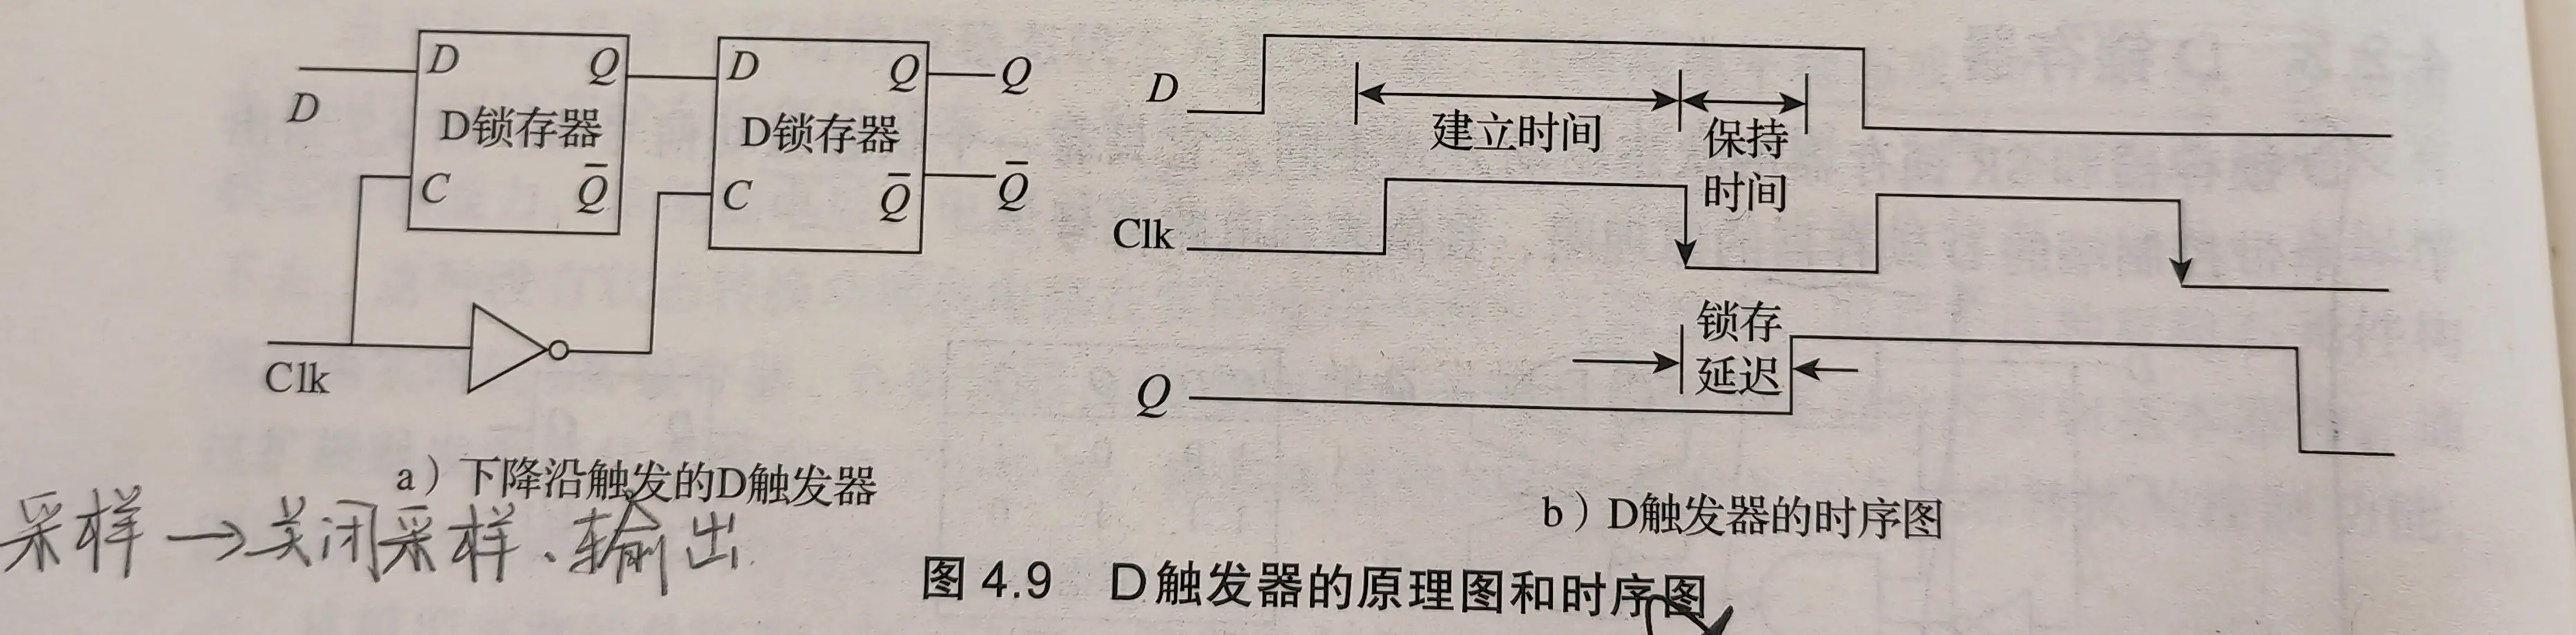 D Q D Q Q
D D锁存器 D锁存器
C Q̄ C Q̄ Q̄
Clk
a）下降沿触发的D触发器
采样→关闭采样、输出
D
建立时间
保持
时间
Clk
锁存
延迟
Q
b）D触发器的时序图
图 4.9 D触发器的原理图和时序图